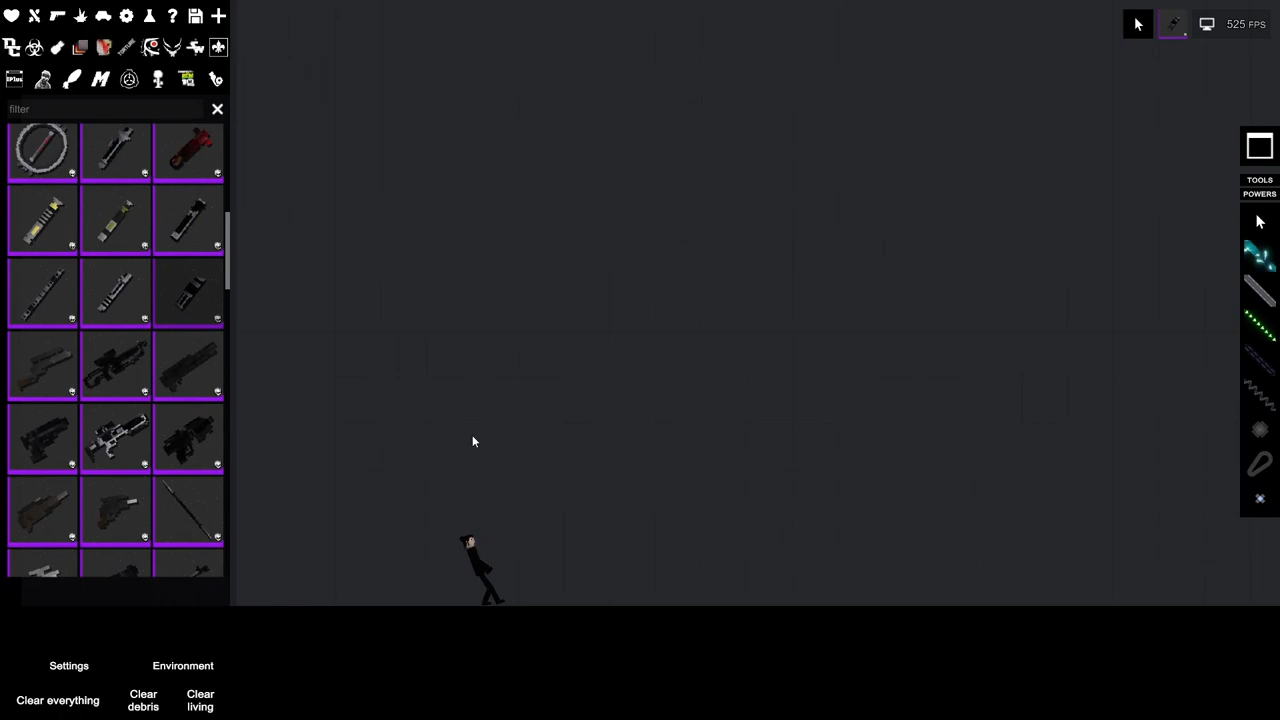 525 FPS
filter
TOOLS
POWERS
Settings
Environment
Clear everything
Clear
debris
Clear
living